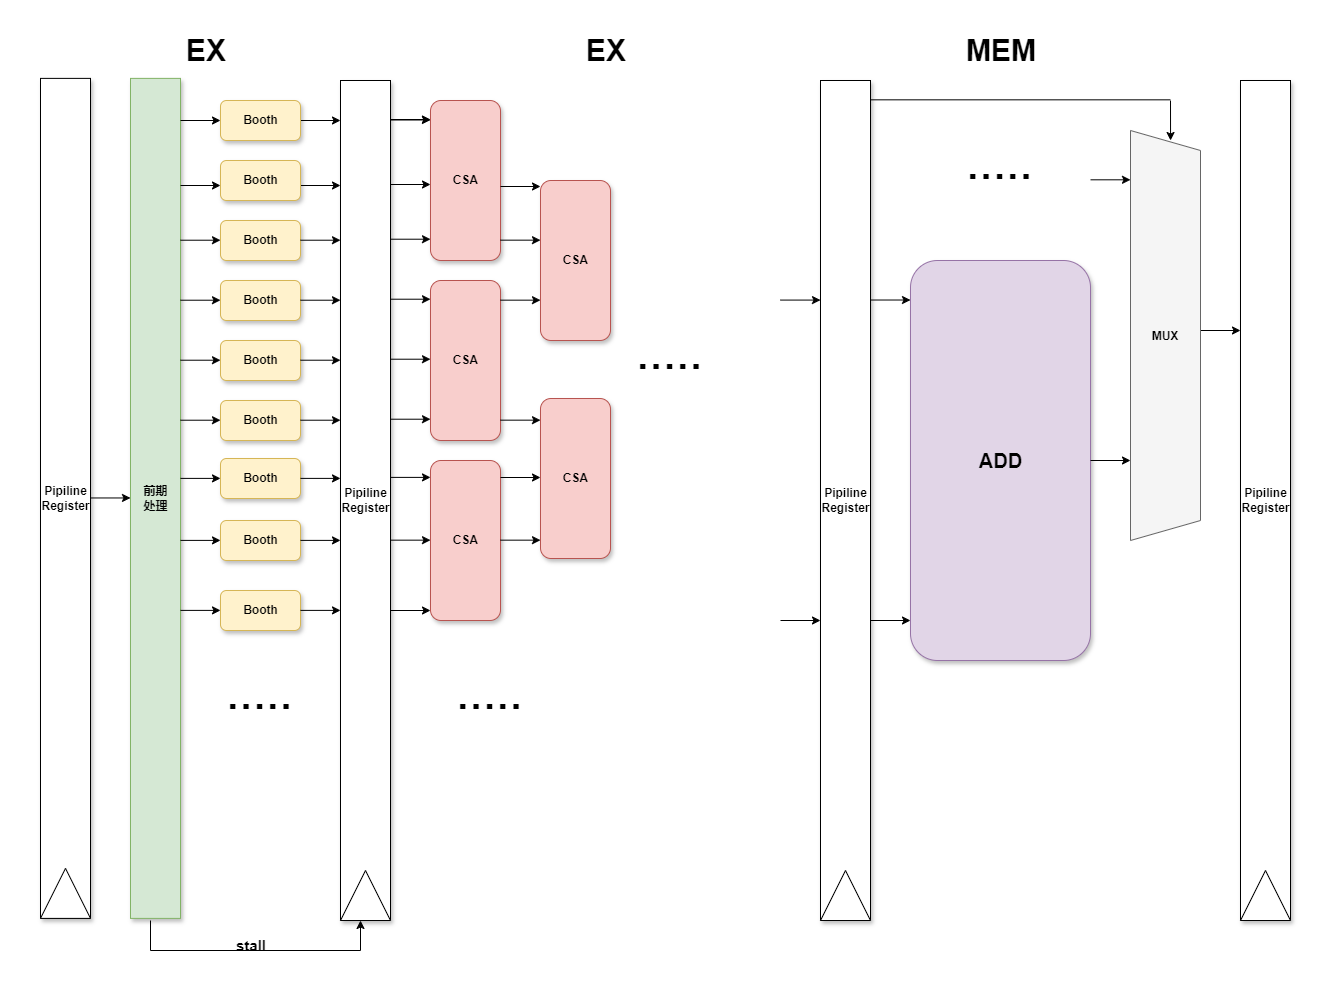 EX
EX
MEM
Booth
Booth
Booth
Booth
Booth
Booth
Booth
Booth
Booth
CSA
CSA
CSA
CSA
CSA
.....
.....
.....
.....
Pipiline
Register
前期
处理
Pipiline
Register
Pipiline
Register
ADD
MUX
Pipiline
Register
stall